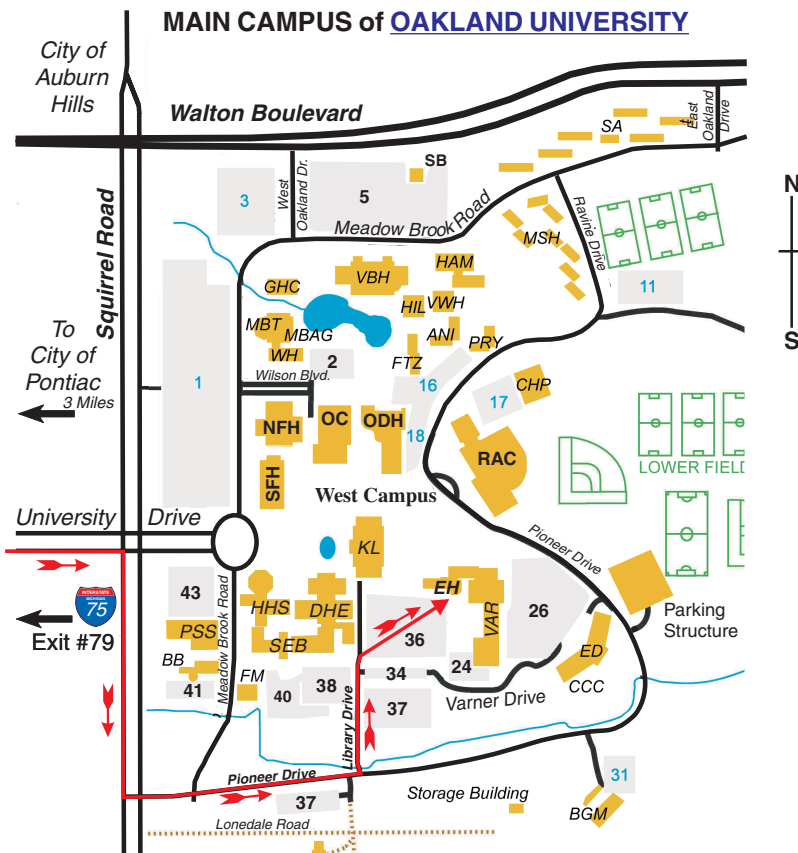 MAIN CAMPUS of OAKLAND UNIVERSITY
City of
Auburn
Hills
Walton Boulevard
SA
East
Oakland
Drive
SB
3
West
Oakland Dr.
5
Meadow Brook Road
Ravine Drive
N
S
Squirrel Road
MSH
11
GHC
VBH
HAM
HIL
VWH
MBT
MBAG
ANI
PRY
WH
2
FTZ
To
City of
Pontiac
3 Miles
1
Wilson Blvd.
16
17
CHP
NFH
OC
ODH
18
RAC
LOWER FIELD
SFH
West Campus
University Drive
Pioneer Drive
KL
INTERSTATE
MICHIGAN
75
Exit #79
43
HHS
DHE
EH
VAR
26
Parking
Structure
PSS
SEB
36
ED
BB
Meadow Brook Road
FM
34
24
CCC
41
40
38
37
Varner Drive
Library Drive
Pioneer Drive
37
Storage Building
31
BGM
Lonedale Road